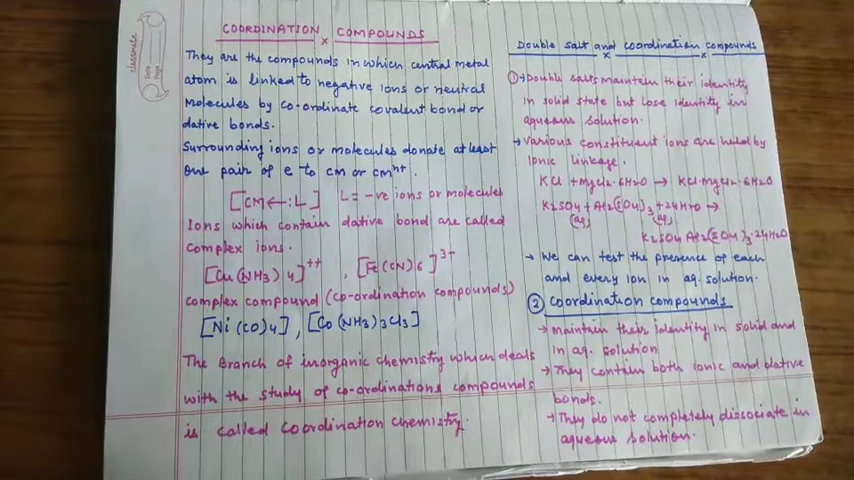 classmate
Date
Page
COORDINATION COMPOUNDS
They are the compounds in which central metal
atom is linked to negative ions or neutral
molecules by co-ordinate covalent bond or
dative bonds.
Surrounding ions or molecules donate at least
one pair of e to CM or CMⁿ⁺.
[CM←:L] L = -ve ions or molecules
Ions which contain dative bond are called
complex ions.
[Cu(NH3)4]++ , [Fe(CN)6]3-
complex compound (co-ordination compounds)
[Ni(CO)4], [Co(NH3)3Cl3]
The Branch of inorganic chemistry which deals
with the study of co-ordinations compounds
is called coordination chemistry.
Double salt and coordination compounds
① → Double salts maintain their identity
in solid state but lose identity in
aqueous solution.
→ various constituent ions are held by
ionic linkage.
KCl + MgCl2·6H2O → KCl·MgCl2·6H2O
K2SO4 + Al2(SO4)3 + 24H2O →
(aq) (aq)
K2SO4 Al2(SO4)3·24H2O
→ We can test the presence of each
and every ion in aq. solution.
② Coordination compounds
→ maintain their identity in solid and
in aq. solution
→ They contain both ionic and dative
bonds.
→ They do not completely dissociate in
aqueous solution.